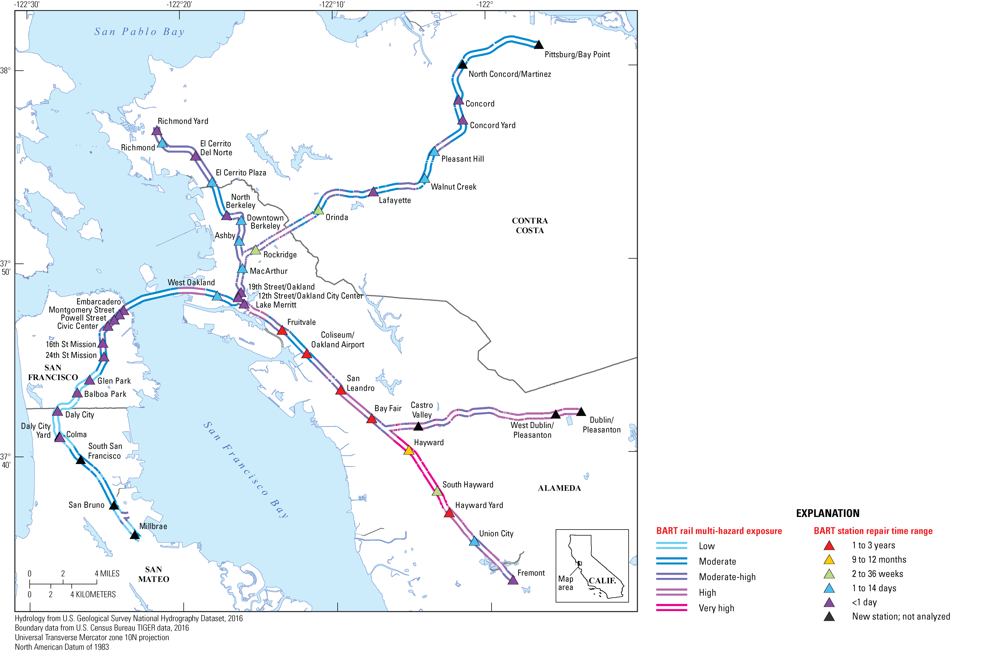 -122°30'
-122°20'
-122°10'
-122°
San Pablo Bay
38°
Pittsburg/Bay Point
North Concord/Martinez
Concord
Concord Yard
Richmond Yard
Richmond
El Cerrito
Del Norte
Pleasant Hill
El Cerrito Plaza
Walnut Creek
Lafayette
North
Berkeley
Downtown
Berkeley
Orinda
CONTRA
COSTA
Ashby
Rockridge
37°
50'
MacArthur
West Oakland
19th Street/Oakland
12th Street/Oakland City Center
Lake Merritt
Embarcadero
Montgomery Street
Powell Street
Civic Center
Fruitvale
Coliseum/
Oakland Airport
16th St Mission
24th St Mission
SAN
FRANCISCO
Glen Park
Balboa Park
San
Leandro
Bay Fair
Castro
Valley
Daly City
Daly City
Yard
Colma
West Dublin/
Pleasanton
Dublin/
Pleasanton
San Francisco Bay
Hayward
South San
Francisco
37°
40'
South Hayward
ALAMEDA
San Bruno
Hayward Yard
Millbrae
Union City
Fremont
SAN
MATEO
0 2 4 MILES
0 2 4 KILOMETERS
Map
area
CALIF.
EXPLANATION
BART rail multi-hazard exposure
Low
Moderate
Moderate-high
High
Very high
BART station repair time range
1 to 3 years
9 to 12 months
2 to 36 weeks
1 to 14 days
<1 day
New station; not analyzed
Hydrology from U.S. Geological Survey National Hydrography Dataset, 2016
Boundary data from U.S. Census Bureau TIGER data, 2016
Universal Transverse Mercator zone 10N projection
North American Datum of 1983